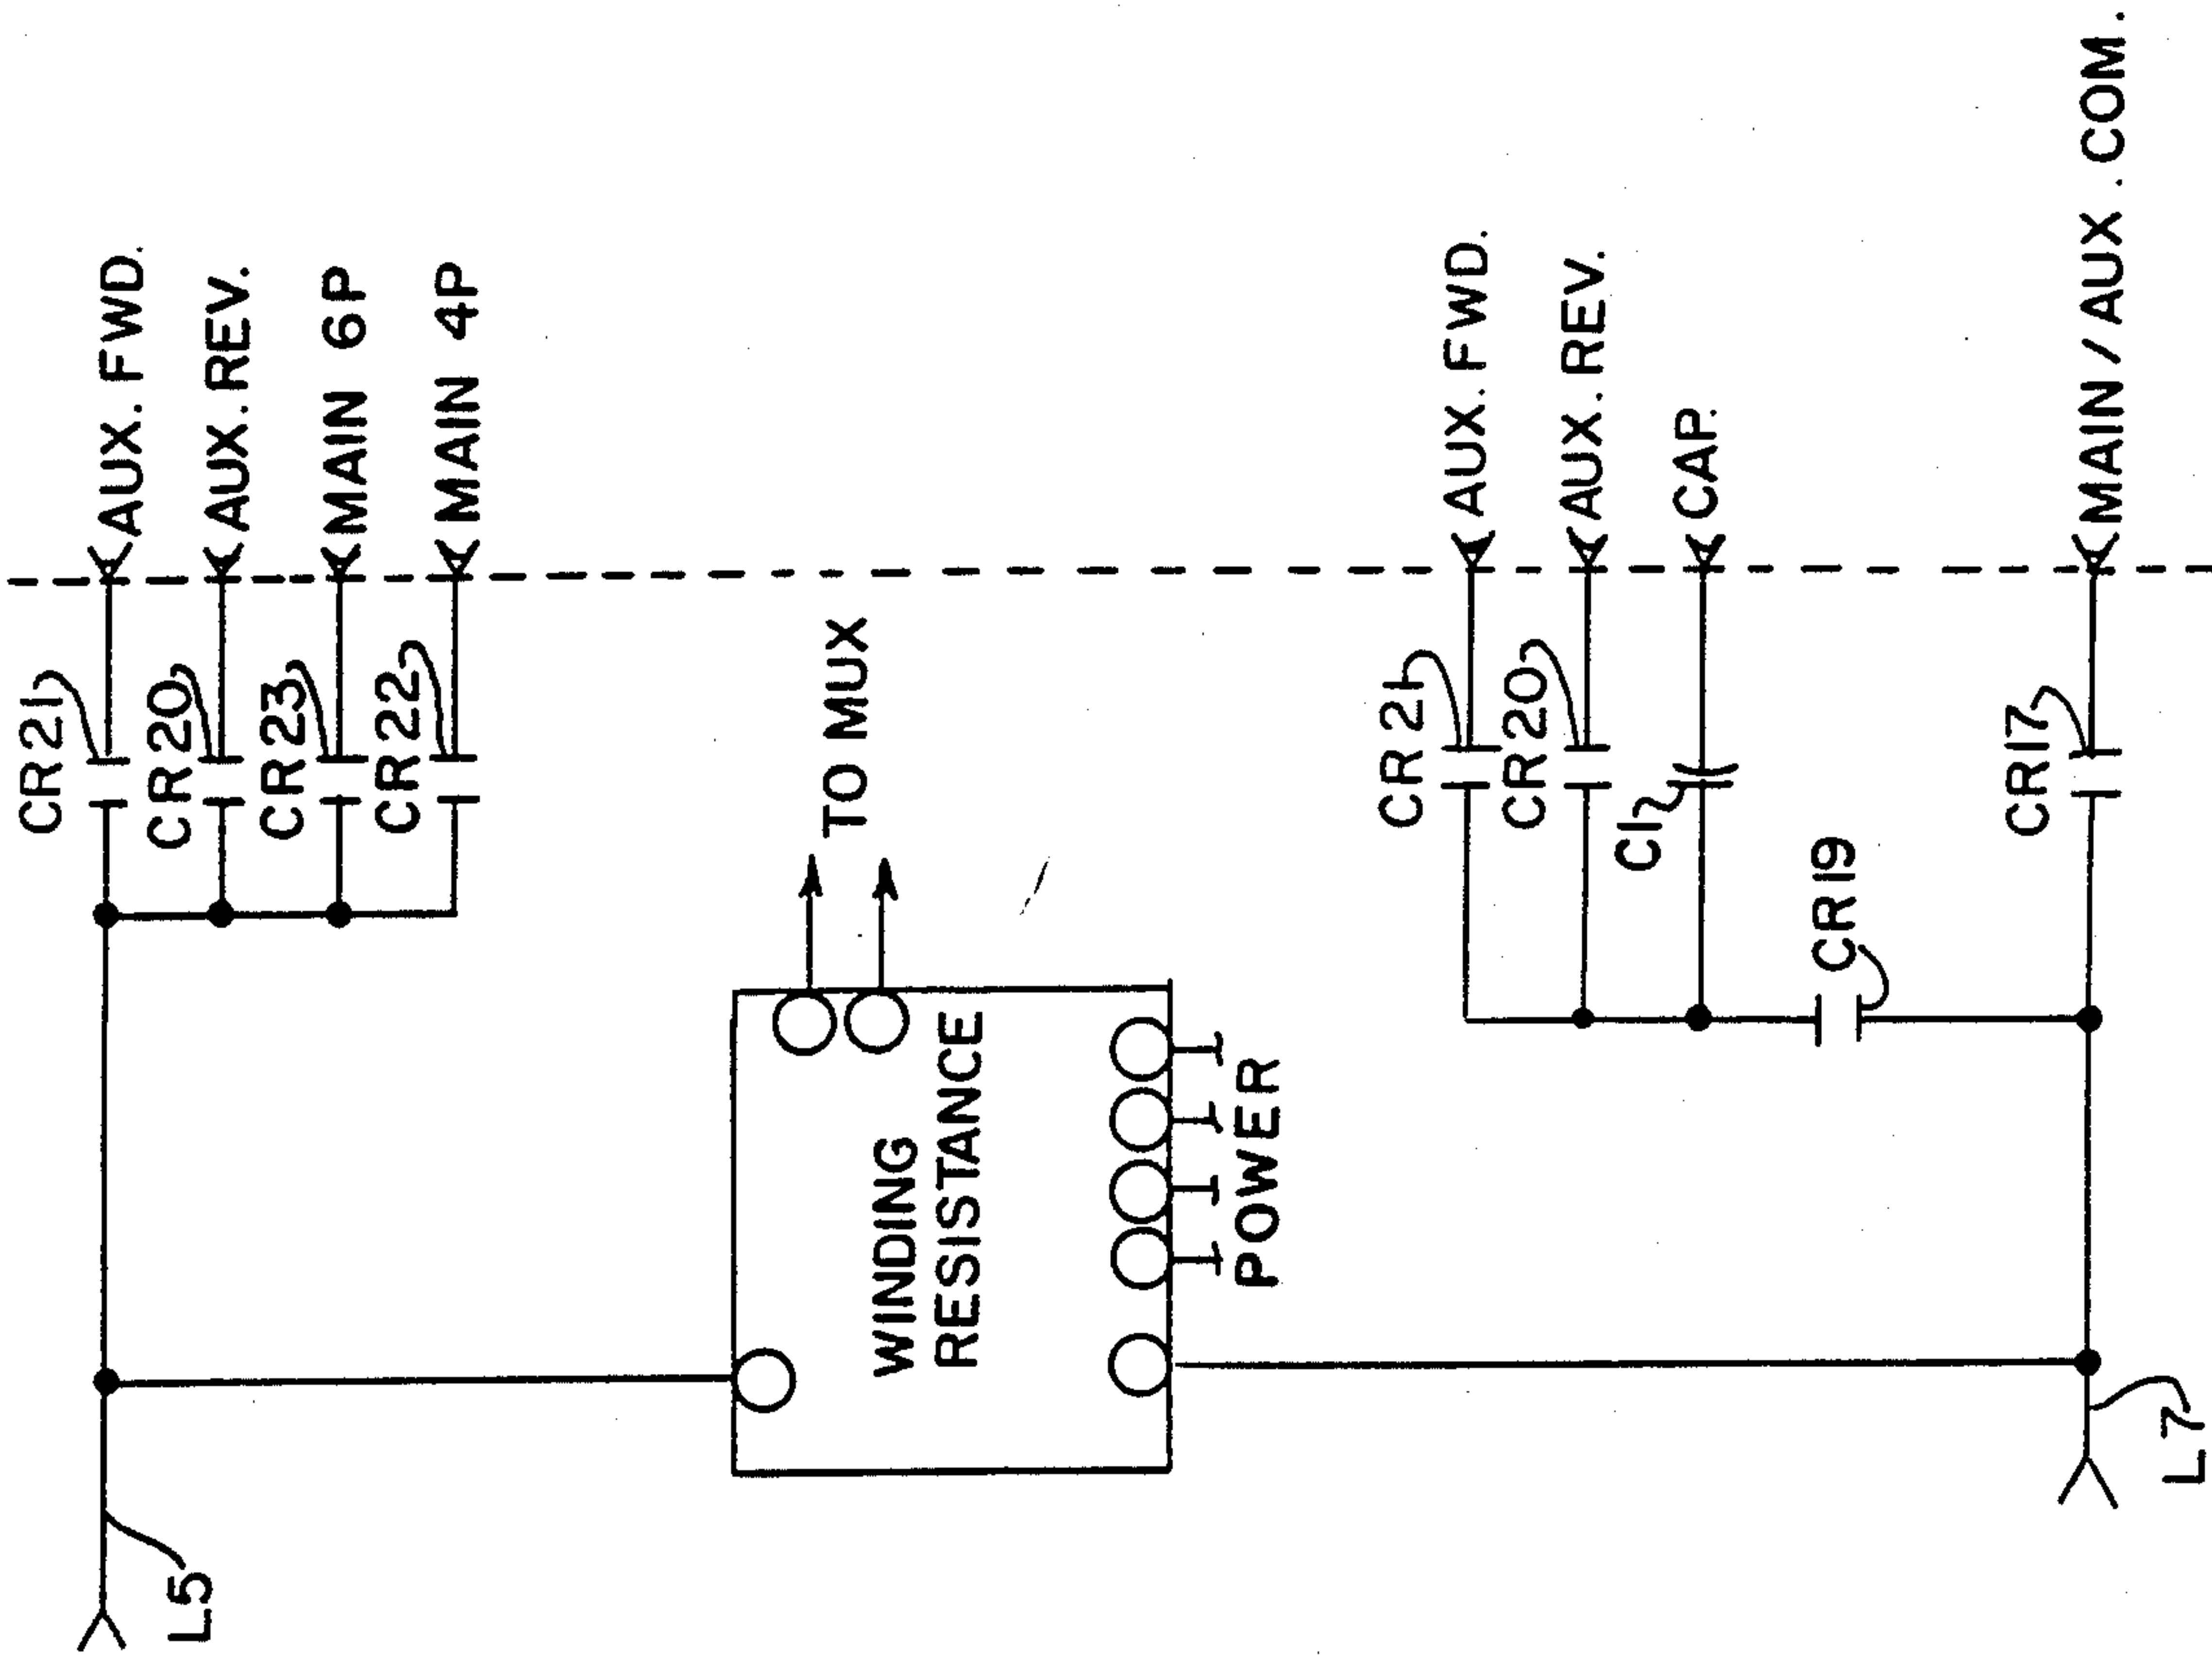 CR21
AUX. FWD.
CR20
AUX. REV.
CR23
MAIN 6P
CR22
MAIN 4P
L5
TO MUX
WINDING
RESISTANCE
POWER
CR21
AUX. FWD.
CR20
AUX. REV.
C1
CAP.
CR19
CR17
MAIN / AUX. COM.
L7